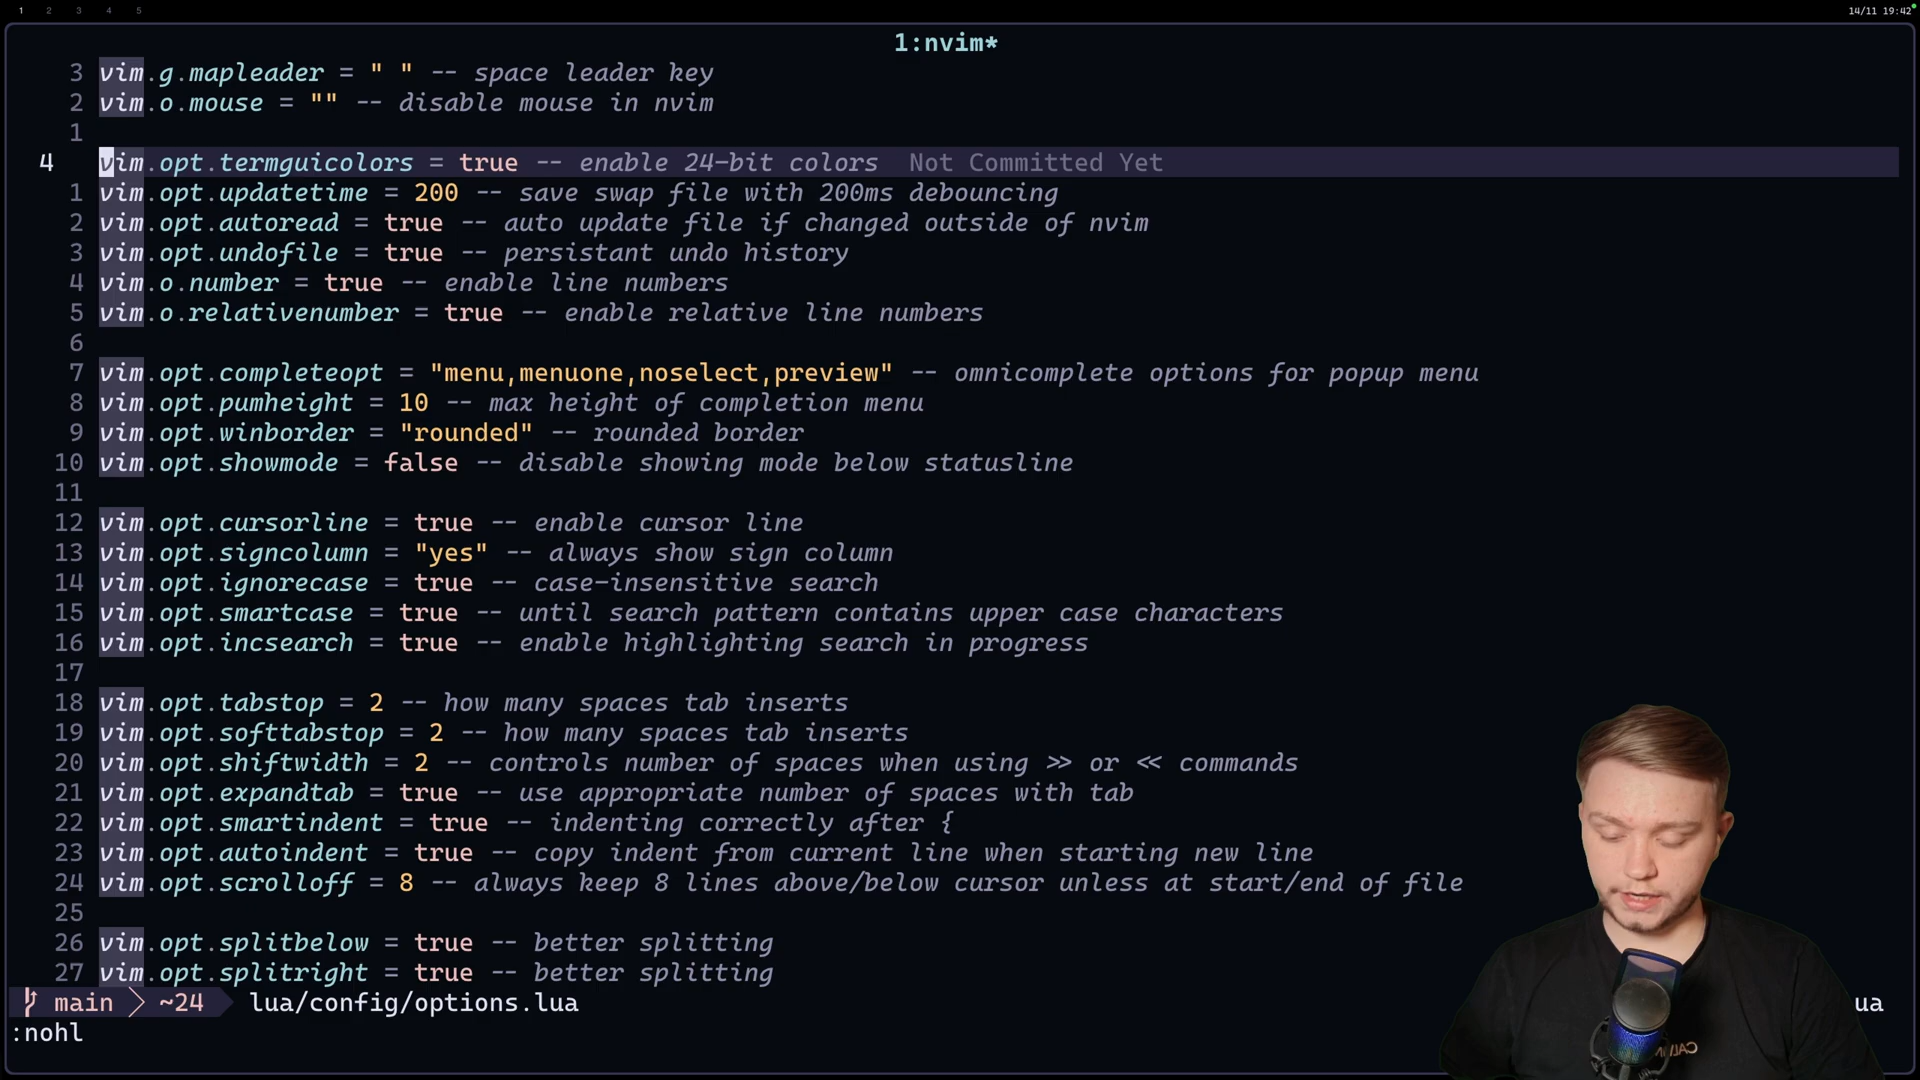 1 2 3 4 5
14/11 19:42
1:nvim*
3 vim.g.mapleader = " " -- space leader key
2 vim.o.mouse = "" -- disable mouse in nvim
1
4 vim.opt.termguicolors = true -- enable 24-bit colors Not Committed Yet
1 vim.opt.updatetime = 200 -- save swap file with 200ms debouncing
2 vim.opt.autoread = true -- auto update file if changed outside of nvim
3 vim.opt.undofile = true -- persistant undo history
4 vim.o.number = true -- enable line numbers
5 vim.o.relativenumber = true -- enable relative line numbers
6
7 vim.opt.completeopt = "menu,menuone,noselect,preview" -- omnicomplete options for popup menu
8 vim.opt.pumheight = 10 -- max height of completion menu
9 vim.opt.winborder = "rounded" -- rounded border
10 vim.opt.showmode = false -- disable showing mode below statusline
11
12 vim.opt.cursorline = true -- enable cursor line
13 vim.opt.signcolumn = "yes" -- always show sign column
14 vim.opt.ignorecase = true -- case-insensitive search
15 vim.opt.smartcase = true -- until search pattern contains upper case characters
16 vim.opt.incsearch = true -- enable highlighting search in progress
17
18 vim.opt.tabstop = 2 -- how many spaces tab inserts
19 vim.opt.softtabstop = 2 -- how many spaces tab inserts
20 vim.opt.shiftwidth = 2 -- controls number of spaces when using >> or << commands
21 vim.opt.expandtab = true -- use appropriate number of spaces with tab
22 vim.opt.smartindent = true -- indenting correctly after {
23 vim.opt.autoindent = true -- copy indent from current line when starting new line
24 vim.opt.scrolloff = 8 -- always keep 8 lines above/below cursor unless at start/end of file
25
26 vim.opt.splitbelow = true -- better splitting
27 vim.opt.splitright = true -- better splitting
main ~24 lua/config/options.lua ua
:nohl